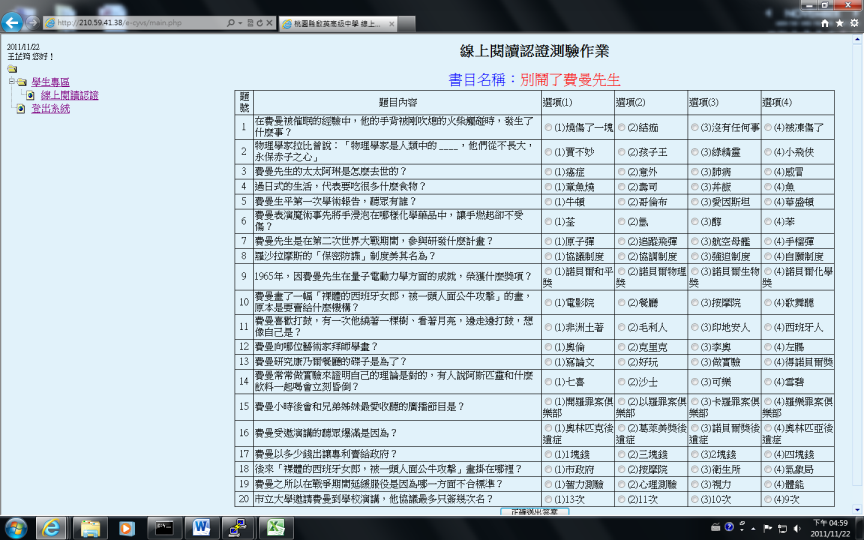 http://210.59.41.38/e-cyvs/main.php
桃園縣啟英高級中學 線上...
2011/11/22
您好！
學生專區
線上閱讀認證
登出系統
線上閱讀認證測驗作業
書目名稱：別鬧了費曼先生
題號 題目內容 選項(1) 選項(2) 選項(3) 選項(4)
1 在費曼被催眠的經驗中，他的手背被剛吹熄的火柴觸碰時，發生了什麼事？ (1)燒傷了一塊 (2)結痂 (3)沒有任何事 (4)被凍傷了
2 物理學家拉比曾說：「物理學家是人類中的____，他們從不長大，永保赤子之心」 (1)賈不妙 (2)孩子王 (3)綠精靈 (4)小飛俠
3 費曼先生的太太阿琳是怎麼去世的？ (1)癌症 (2)意外 (3)肺病 (4)感冒
4 過日式的生活，代表要吃很多什麼食物？ (1)章魚燒 (2)壽司 (3)丼飯 (4)魚
5 費曼生平第一次學術報告，聽眾有誰？ (1)牛頓 (2)哥倫布 (3)愛因斯坦 (4)華盛頓
6 費曼表演魔術事先將手浸泡在哪樣化學藥品中，讓手燃起卻不受傷？ (1)荃 (2)氫 (3)醇 (4)苯
7 費曼先生是在第二次世界大戰期間，參與研發什麼計畫？ (1)原子彈 (2)追蹤飛彈 (3)航空母艦 (4)手榴彈
8 羅沙拉摩斯的「保密防諜」制度美其名為？ (1)協議制度 (2)協調制度 (3)強迫制度 (4)自願制度
9 1965年，因費曼先生在量子電動力學方面的成就，榮獲什麼獎項？ (1)諾貝爾和平獎 (2)諾貝爾物理獎 (3)諾貝爾生物獎 (4)諾貝爾化學獎
10 費曼畫了一幅「裸體的西班牙女郎，被一頭人面公牛攻擊」的畫，原本是要賣給什麼機構？ (1)電影院 (2)餐廳 (3)按摩院 (4)歌舞廳
11 費曼喜歡打鼓，有一次他繞著一棵樹、看著月亮，邊走邊打鼓，想像自己是？ (1)非洲土著 (2)毛利人 (3)印地安人 (4)西班牙人
12 費曼向哪位藝術家拜師學畫？ (1)奧倫 (2)克里克 (3)李奧 (4)左賜
13 費曼研究康乃爾餐廳的碟子是為了？ (1)寫論文 (2)好玩 (3)做實驗 (4)得諾貝爾獎
14 費曼常常做實驗來證明自己的理論是對的，有人說阿斯匹靈和什麼飲料一起喝會立刻昏倒？ (1)七喜 (2)沙士 (3)可樂 (4)雪碧
15 費曼小時後會和兄弟姊妹最愛收聽的廣播節目是？ (1)開羅罪案俱樂部 (2)以羅罪案俱樂部 (3)卡羅罪案俱樂部 (4)羅樂罪案俱樂部
16 費曼受邀演講的聽眾爆滿是因為？ (1)奧林匹克後遺症 (2)葛萊美獎後遺症 (3)諾貝爾獎後遺症 (4)奧林匹亞後遺症
17 費曼以多少錢出讓專利賣給政府？ (1)1塊錢 (2)三塊錢 (3)2塊錢 (4)四塊錢
18 後來「裸體的西班牙女郎，被一頭人面公牛攻擊」畫掛在哪裡？ (1)市政府 (2)按摩院 (3)衛生所 (4)氣象局
19 費曼之所以在戰爭期間延緩服役是因為哪一方面不合標準？ (1)智力測驗 (2)心理測驗 (3)視力 (4)體能
20 市立大學邀請費曼到學校演講，他協議最多只簽幾次名？ (1)13次 (2)11次 (3)10次 (4)9次
下午 04:59
2011/11/22